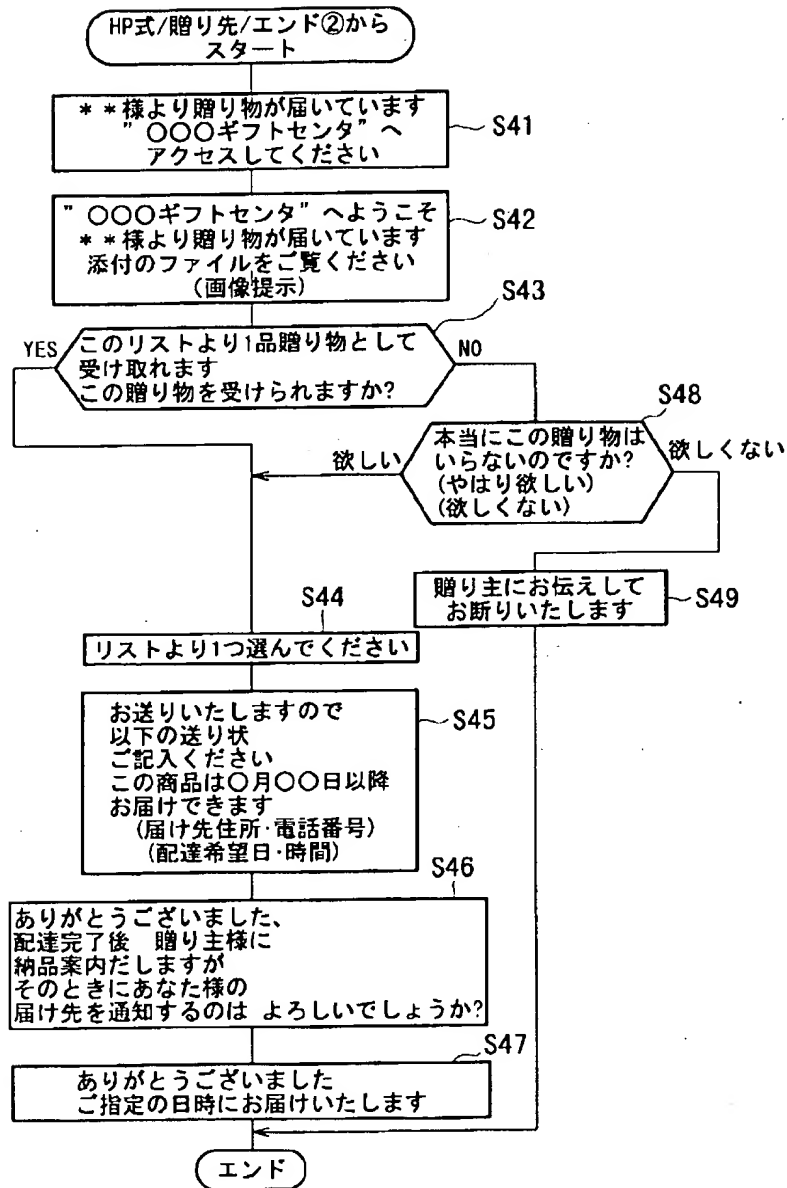 HP式/贈り先/エンド②から
スタート
**様より贈り物が届いています
"〇〇〇ギフトセンタ"へ
アクセスしてください
S41
"〇〇〇ギフトセンタ"へようこそ
**様より贈り物が届いています
添付のファイルをご覧ください
(画像提示)
S42
S43
YES
このリストより1品贈り物として
受け取れます
この贈り物を受けられますか?
NO
S48
本当にこの贈り物は
いらないのですか?
(やはり欲しい)
(欲しくない)
欲しい
欲しくない
贈り主にお伝えして
お断りいたします
S49
S44
リストより1つ選んでください
お送りいたしますので
以下の送り状
ご記入ください
この商品は〇月〇〇日以降
お届けできます
(届け先住所・電話番号)
(配達希望日・時間)
S45
S46
ありがとうございました、
配達完了後 贈り主様に
納品案内だしますが
そのときにあなた様の
届け先を通知するのは よろしいでしょうか?
S47
ありがとうございました
ご指定の日時にお届けいたします
エンド